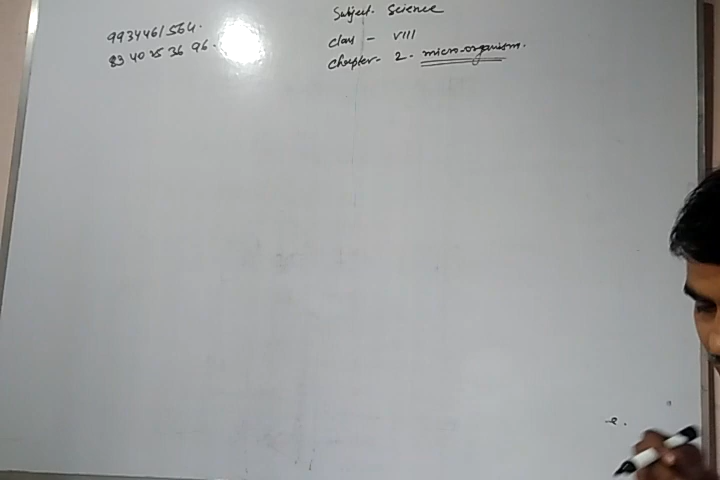 Subject. Science
9934461564.
class - VIII
83 40 25 36 96.
Chapter- 2. micro-organism.
e.